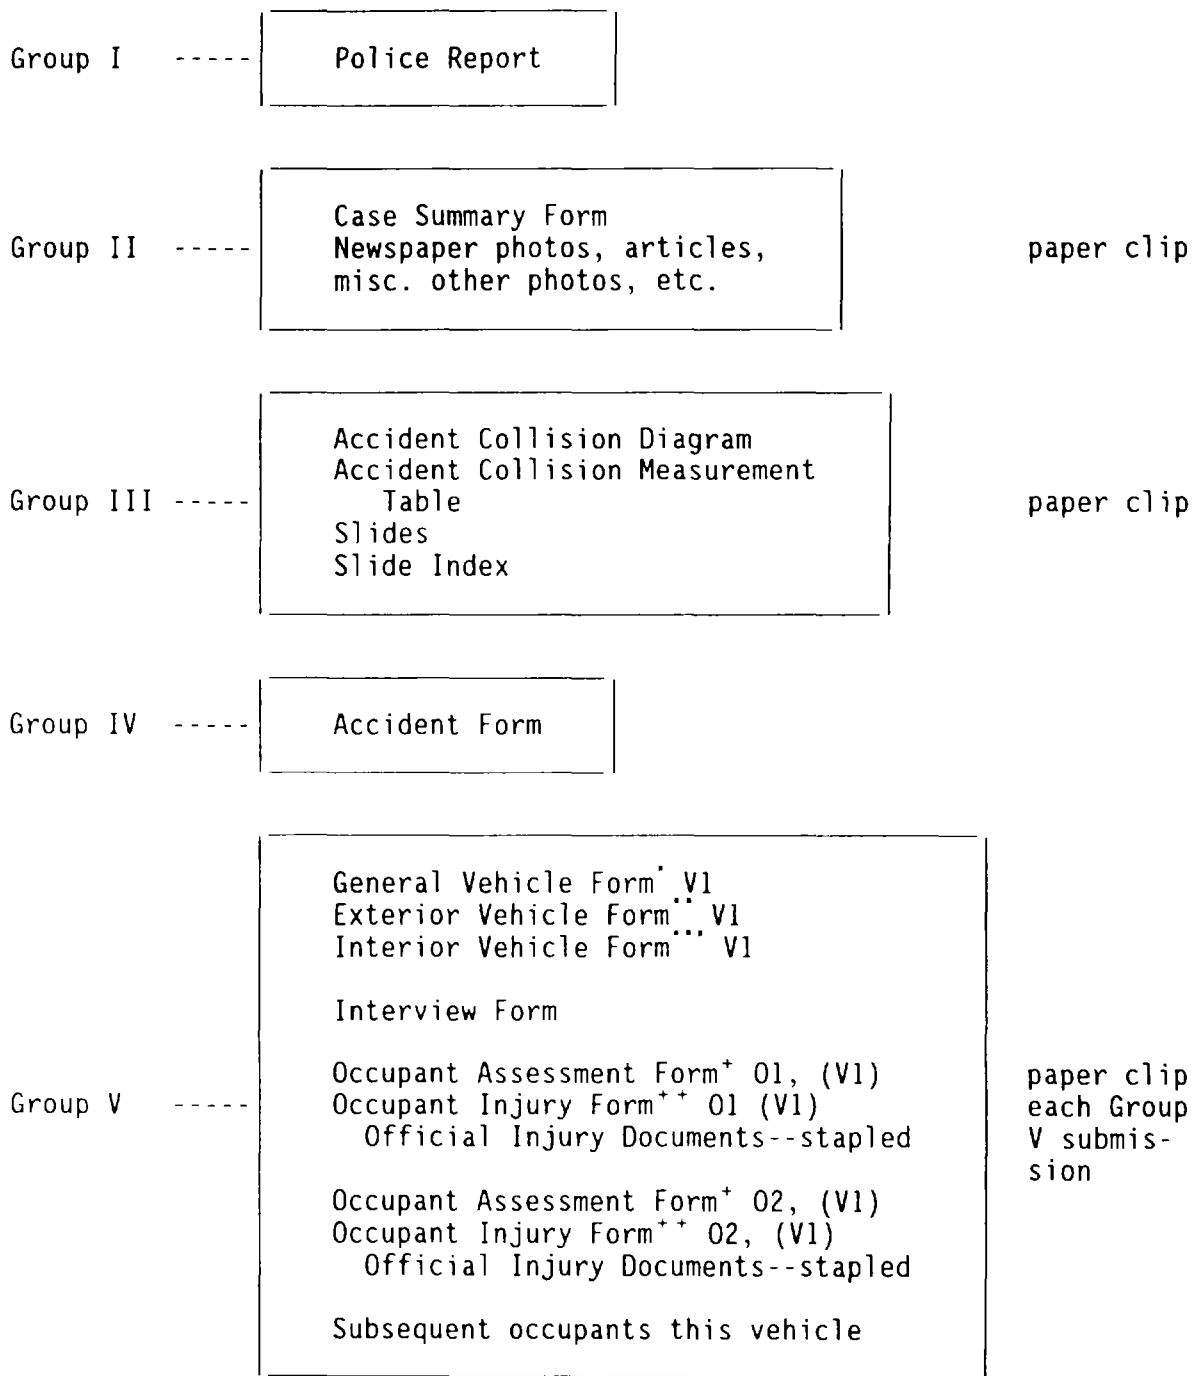 Group I ----- Police Report
Case Summary Form
Group II ----- Newspaper photos, articles, paper clip
misc. other photos, etc.
Accident Collision Diagram
Accident Collision Measurement
Group III ----- Table paper clip
Slides
Slide Index
Group IV ----- Accident Form
General Vehicle Form˙ V1
Exterior Vehicle Form˙˙ V1
Interior Vehicle Form˙˙˙ V1
Interview Form
Occupant Assessment Form⁺ O1, (V1) paper clip
Group V ----- Occupant Injury Form⁺⁺ O1 (V1) each Group
Official Injury Documents--stapled V submis-
sion
Occupant Assessment Form⁺ O2, (V1)
Occupant Injury Form⁺⁺ O2, (V1)
Official Injury Documents--stapled
Subsequent occupants this vehicle